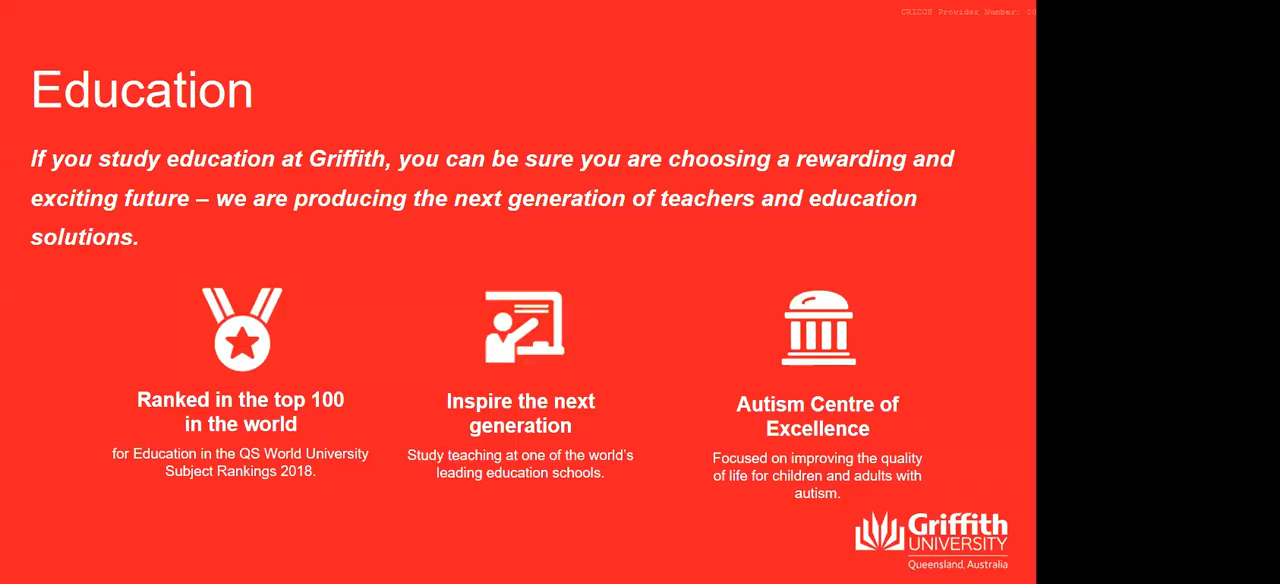 CRICOS Provider Number: 00
Education
If you study education at Griffith, you can be sure you are choosing a rewarding and
exciting future – we are producing the next generation of teachers and education
solutions.
Ranked in the top 100
in the world
for Education in the QS World University
Subject Rankings 2018.
Inspire the next
generation
Study teaching at one of the world's
leading education schools.
Autism Centre of
Excellence
Focused on improving the quality
of life for children and adults with
autism.
Griffith
UNIVERSITY
Queensland, Australia